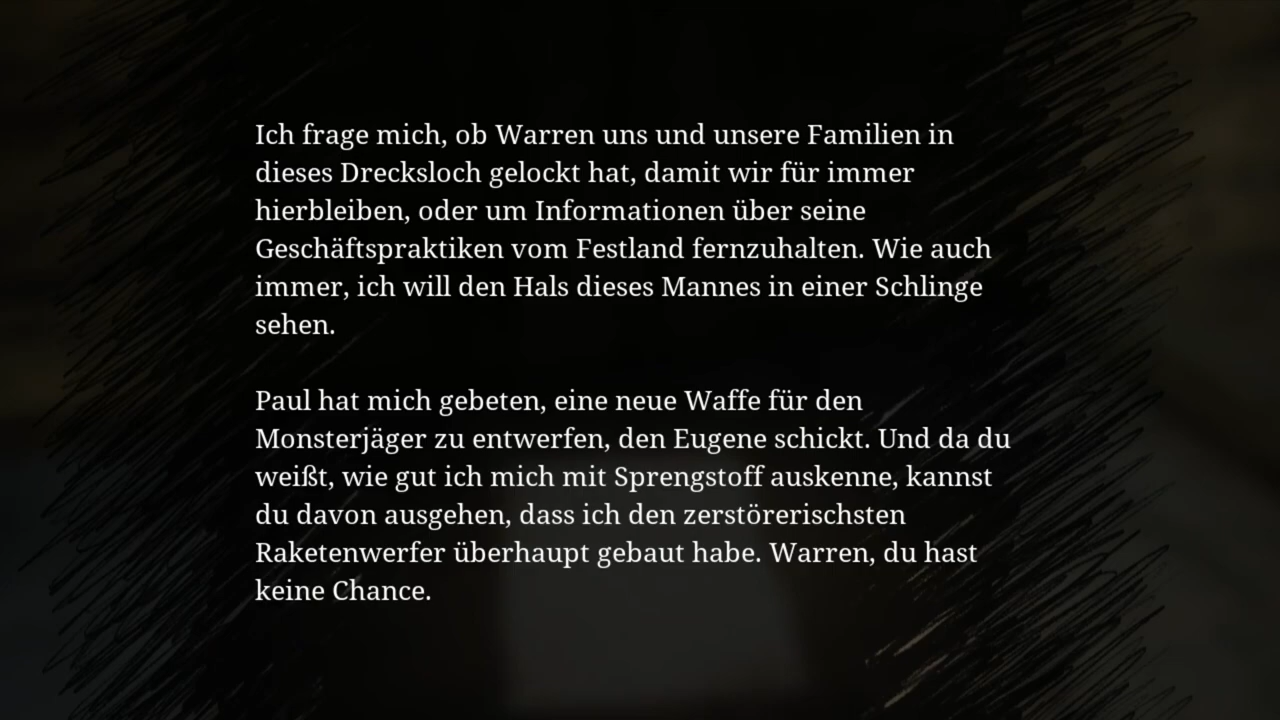 Ich frage mich, ob Warren uns und unsere Familien in
dieses Drecksloch gelockt hat, damit wir für immer
hierbleiben, oder um Informationen über seine
Geschäftspraktiken vom Festland fernzuhalten. Wie auch
immer, ich will den Hals dieses Mannes in einer Schlinge
sehen.
Paul hat mich gebeten, eine neue Waffe für den
Monsterjäger zu entwerfen, den Eugene schickt. Und da du
weißt, wie gut ich mich mit Sprengstoff auskenne, kannst
du davon ausgehen, dass ich den zerstörerischsten
Raketenwerfer überhaupt gebaut habe. Warren, du hast
keine Chance.